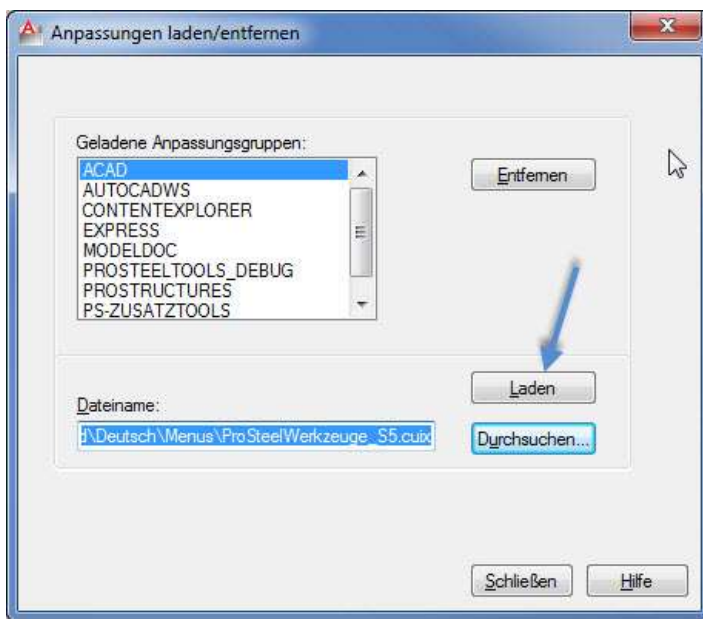 Anpassungen laden/entfernen
Geladene Anpassungsgruppen:
ACAD
AUTOCADWS
CONTENTEXPLORER
EXPRESS
MODELDOC
PROSTEELTOOLS_DEBUG
PROSTRUCTURES
PS-ZUSATZTOOLS
Entfernen
Laden
Dateiname:
\Deutsch\Menus\ProSteelWerkzeuge_S5.cuix
Durchsuchen...
Schließen
Hilfe